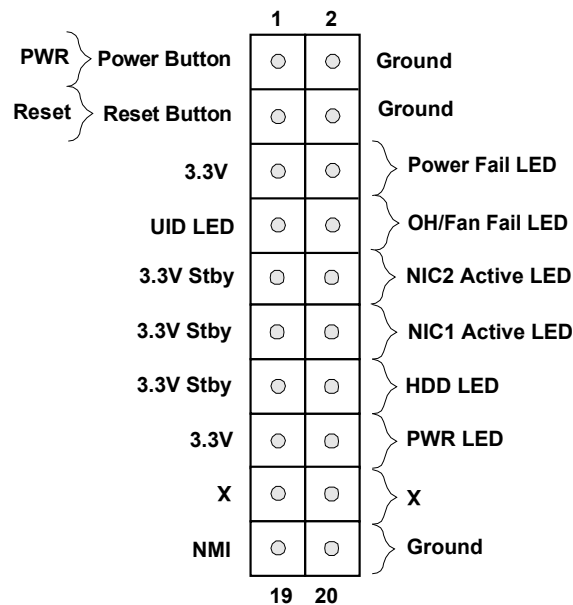 1 2
PWR Power Button Ground
Reset Reset Button Ground
3.3V Power Fail LED
UID LED OH/Fan Fail LED
3.3V Stby NIC2 Active LED
3.3V Stby NIC1 Active LED
3.3V Stby HDD LED
3.3V PWR LED
X X
NMI Ground
19 20